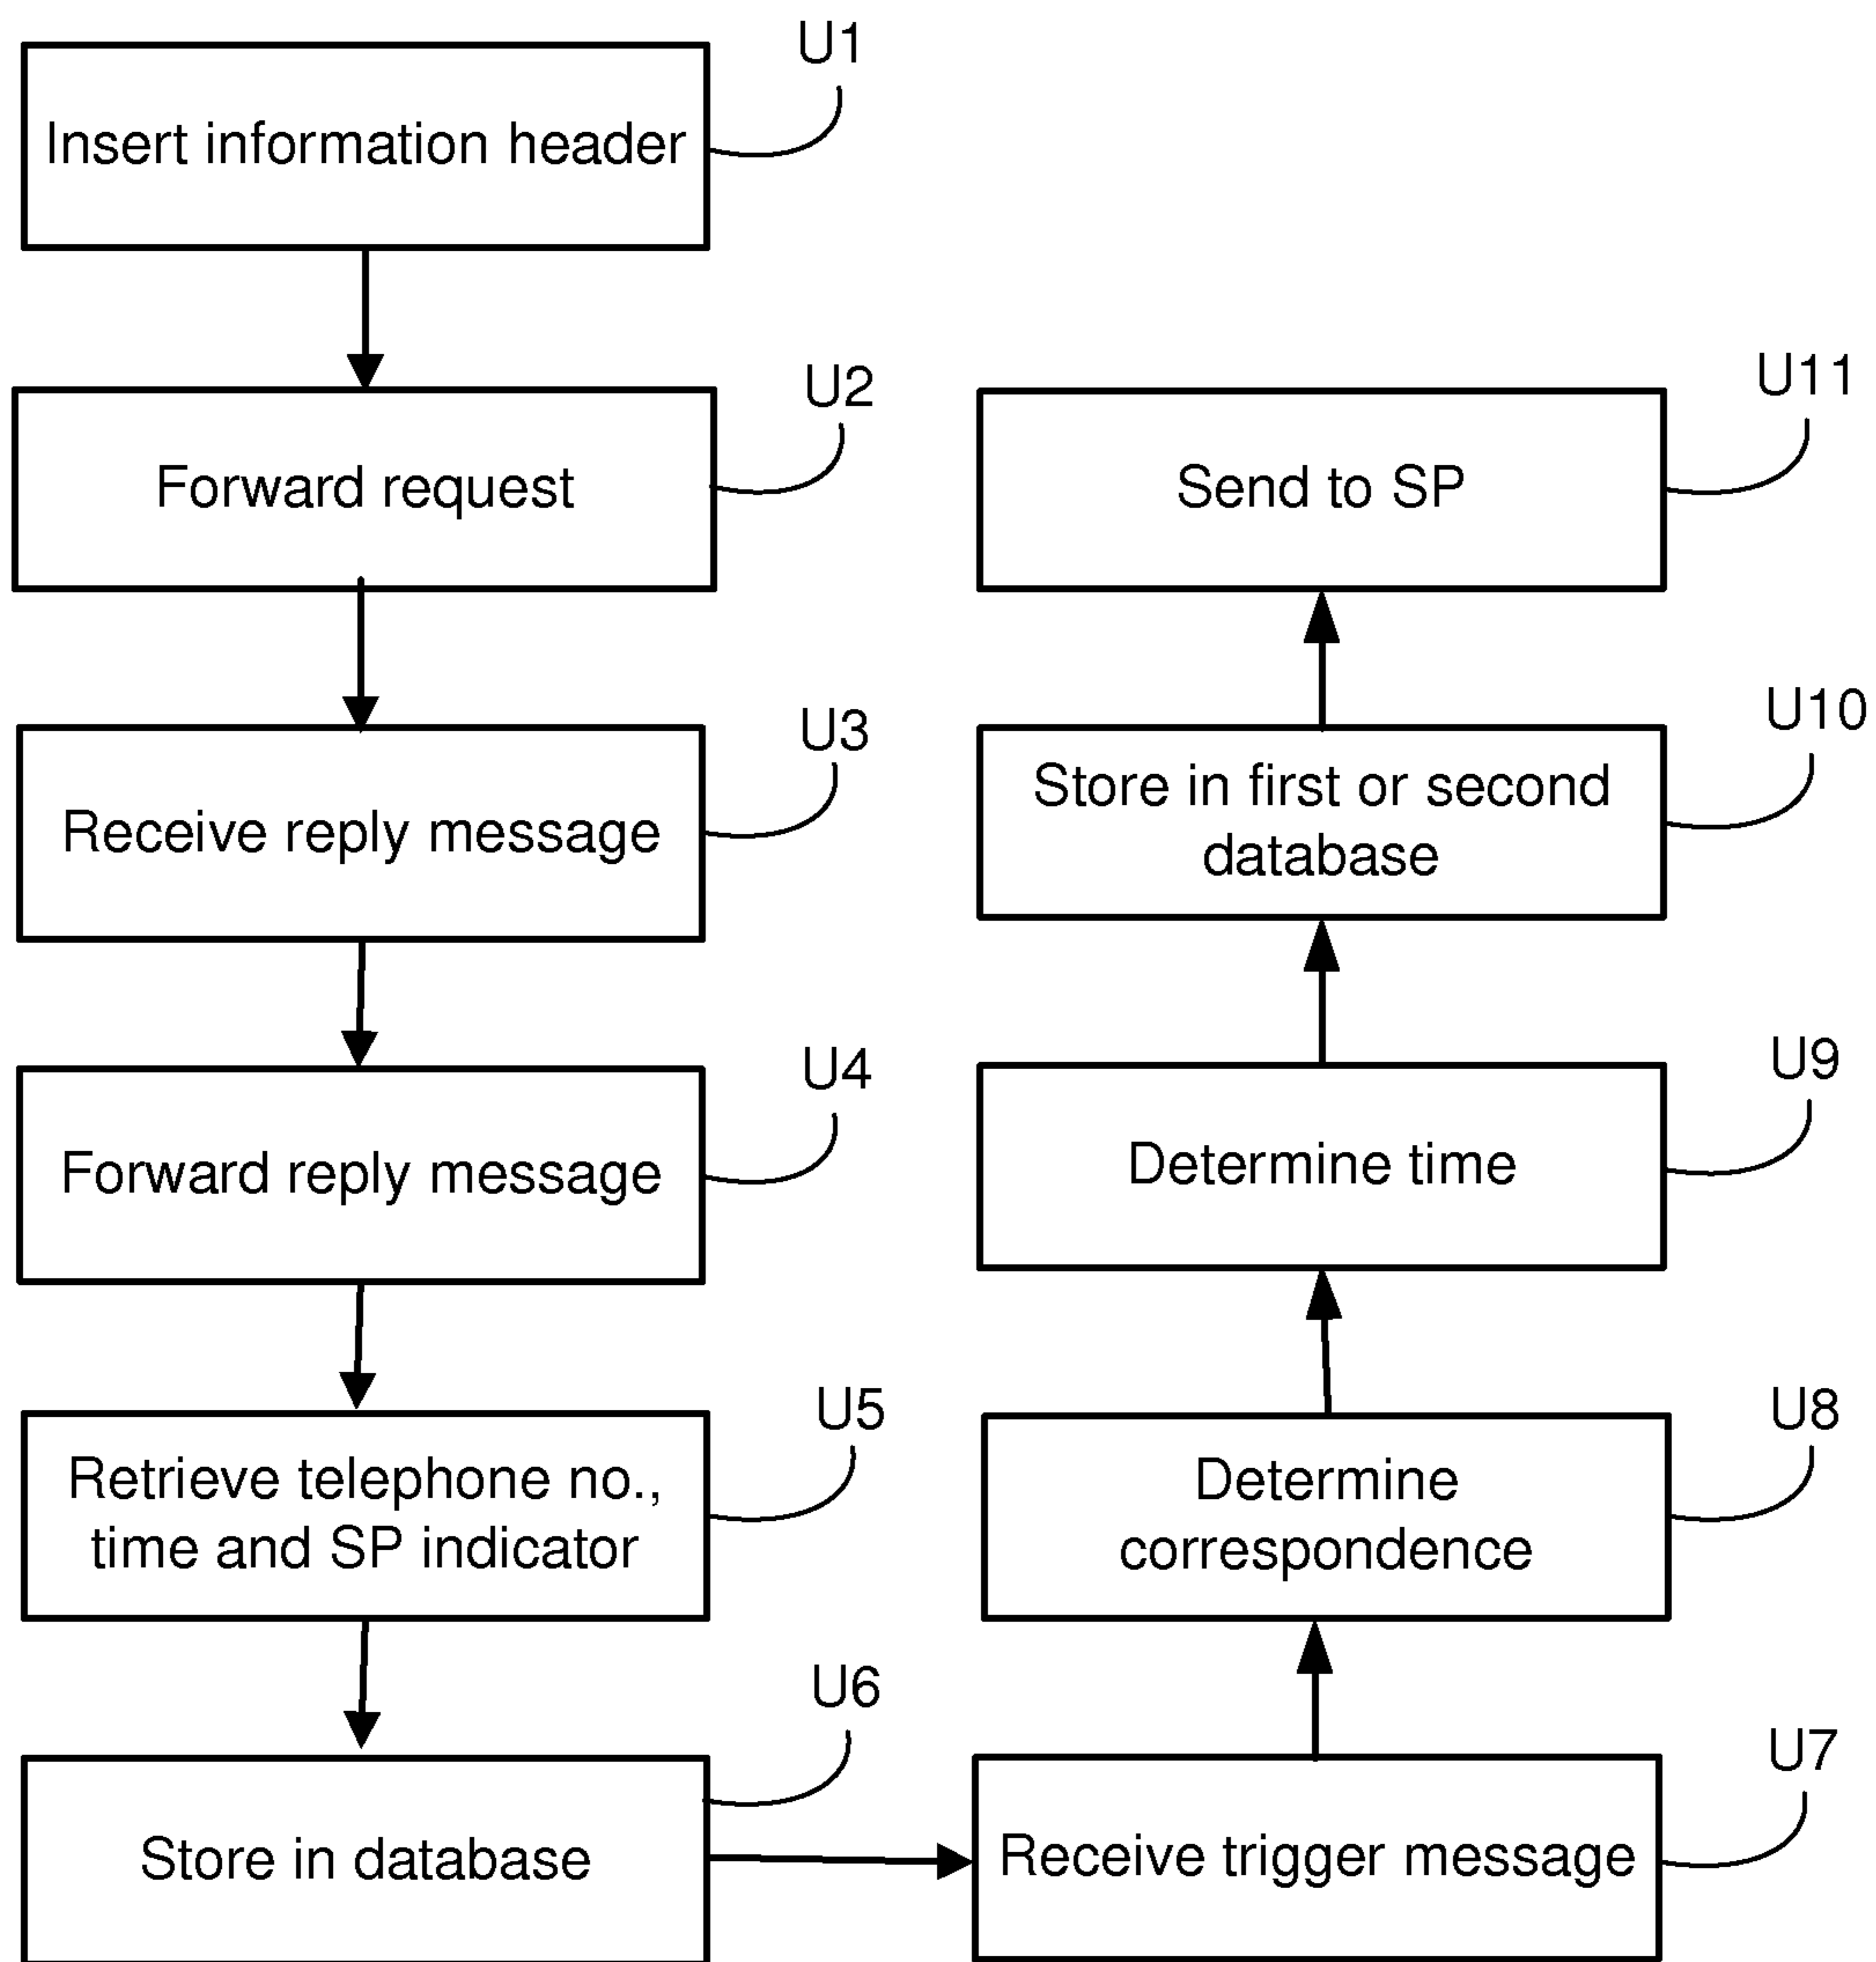 U1
Insert information header
U2
Forward request
U3
Receive reply message
U4
Forward reply message
U5
Retrieve telephone no.,
time and SP indicator
U6
Store in database
U7
Receive trigger message
U8
Determine
correspondence
U9
Determine time
U10
Store in first or second
database
U11
Send to SP